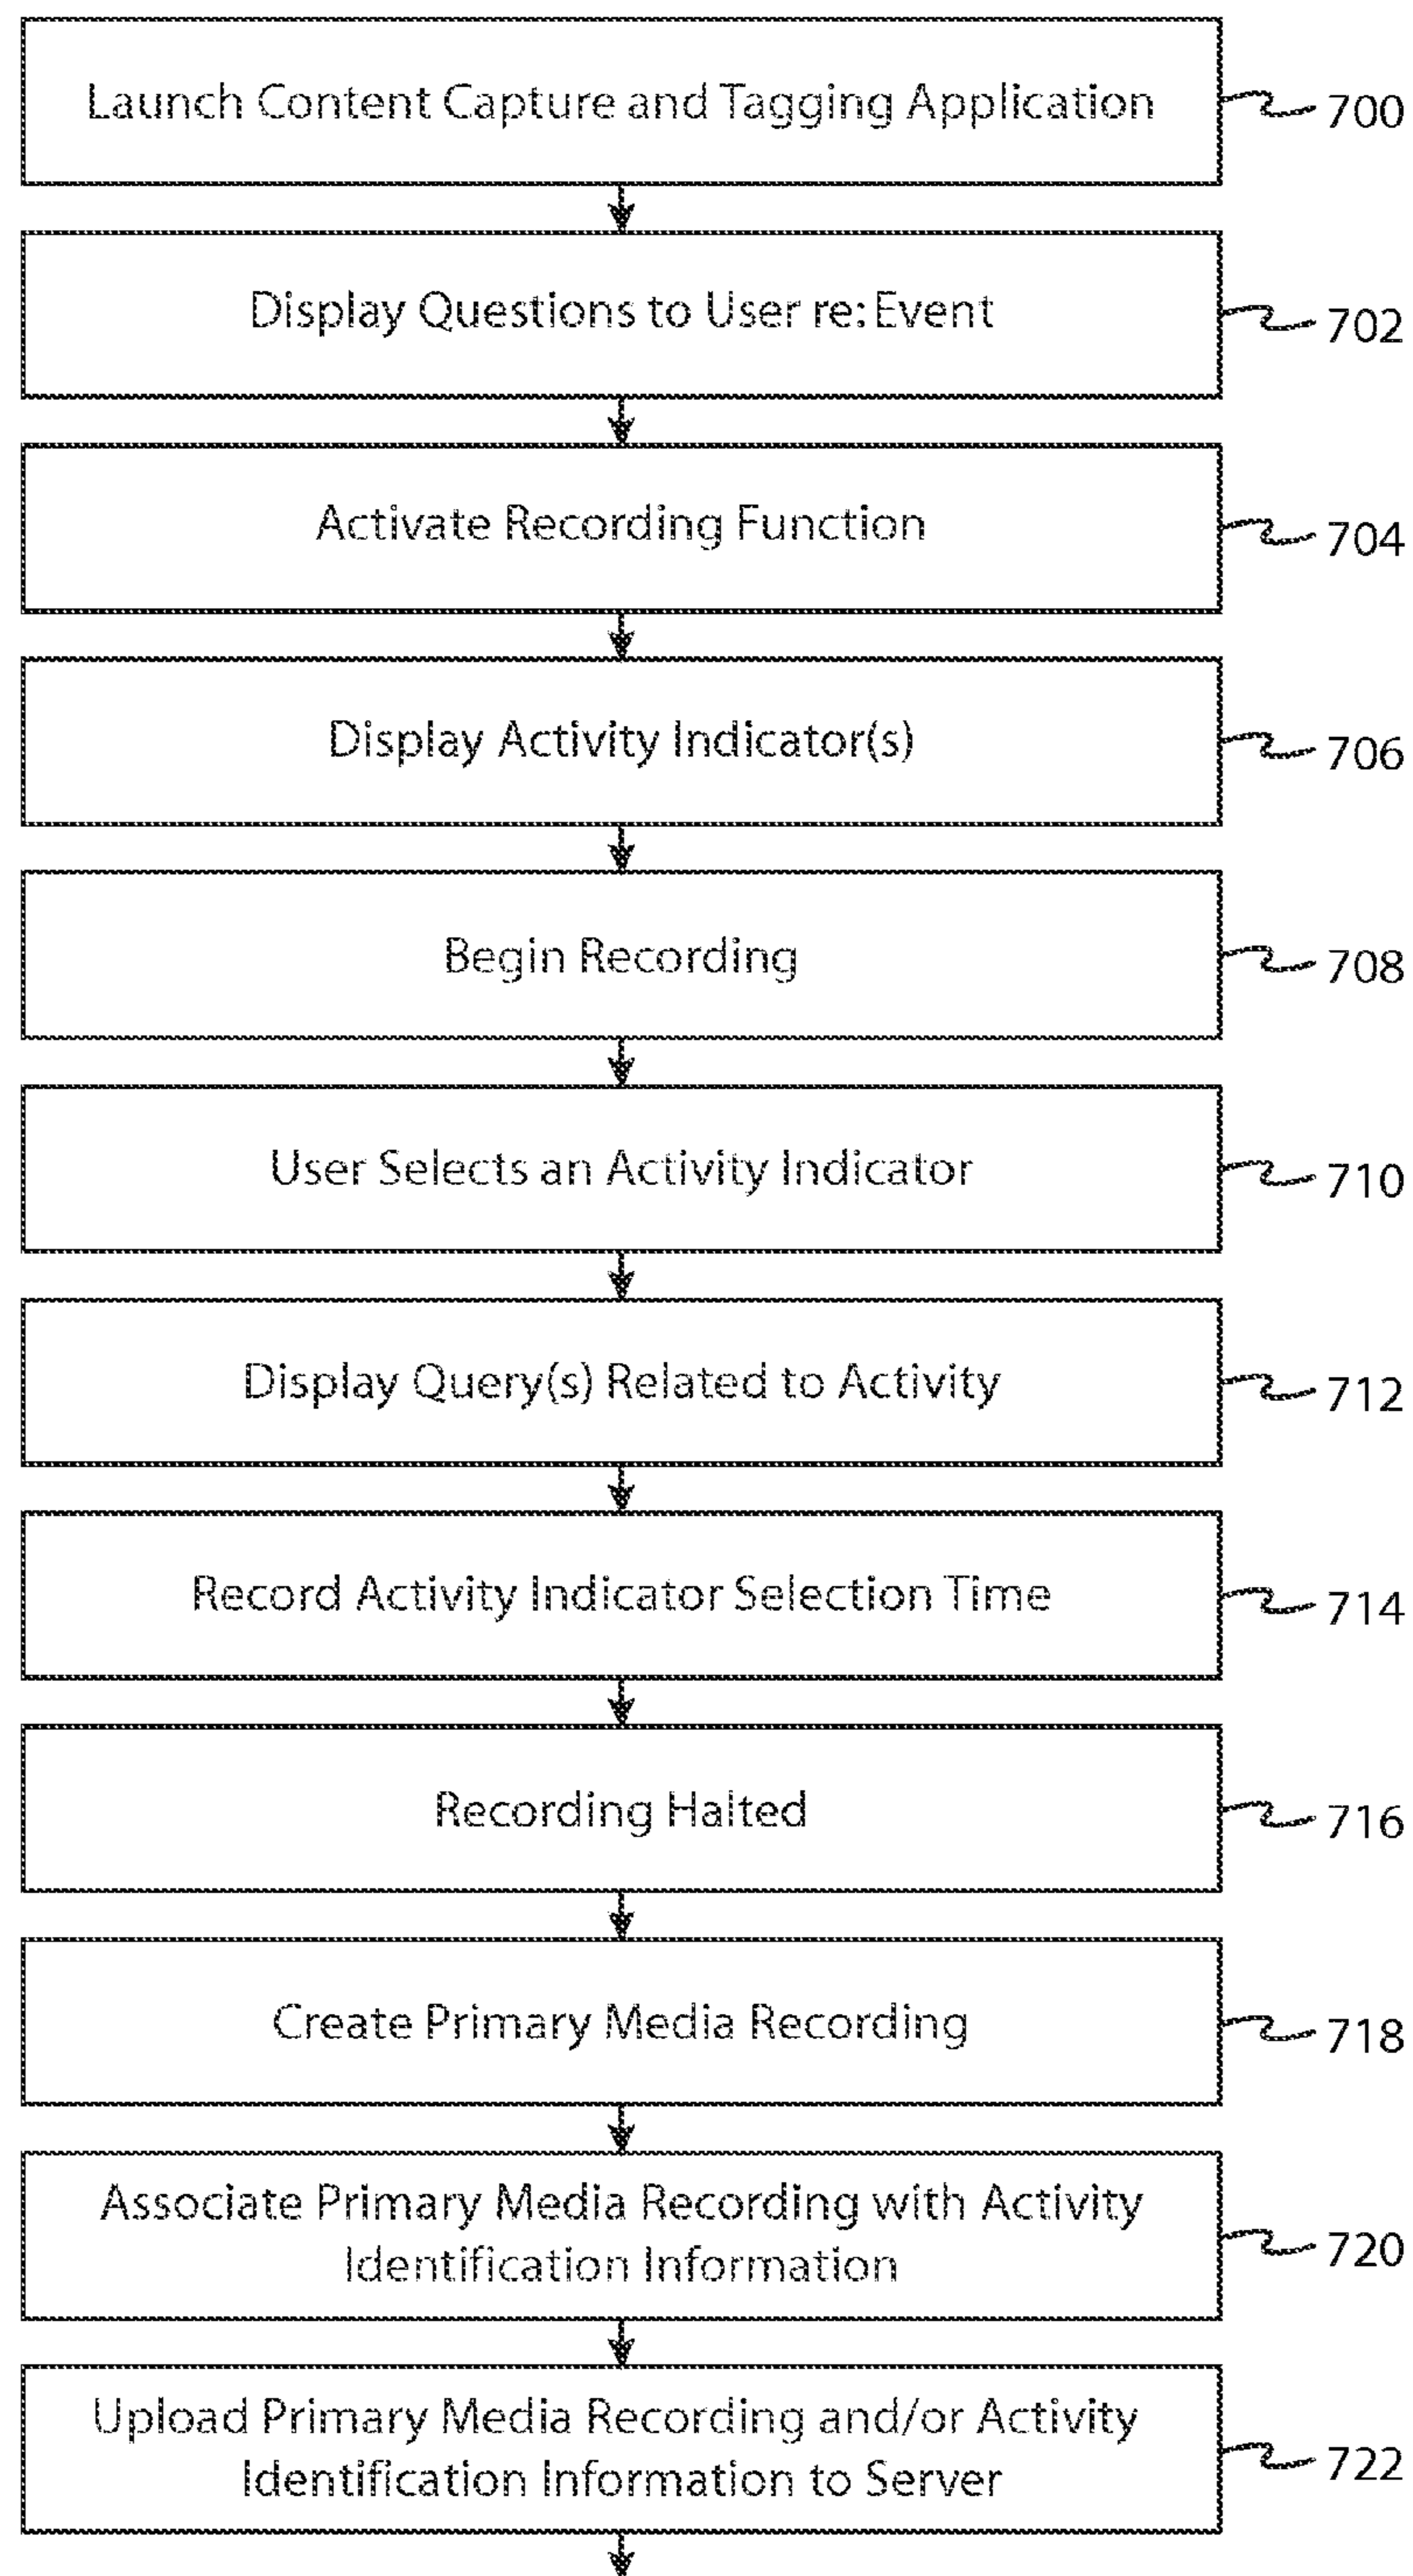 Launch Content Capture and Tagging Application
700
Display Questions to User re: Event
702
Activate Recording Function
704
Display Activity Indicator(s)
706
Begin Recording
708
User Selects an Activity Indicator
710
Display Query(s) Related to Activity
712
Record Activity Indicator Selection Time
714
Recording Halted
716
Create Primary Media Recording
718
Associate Primary Media Recording with Activity
Identification Information
720
Upload Primary Media Recording and/or Activity
Identification Information to Server
722